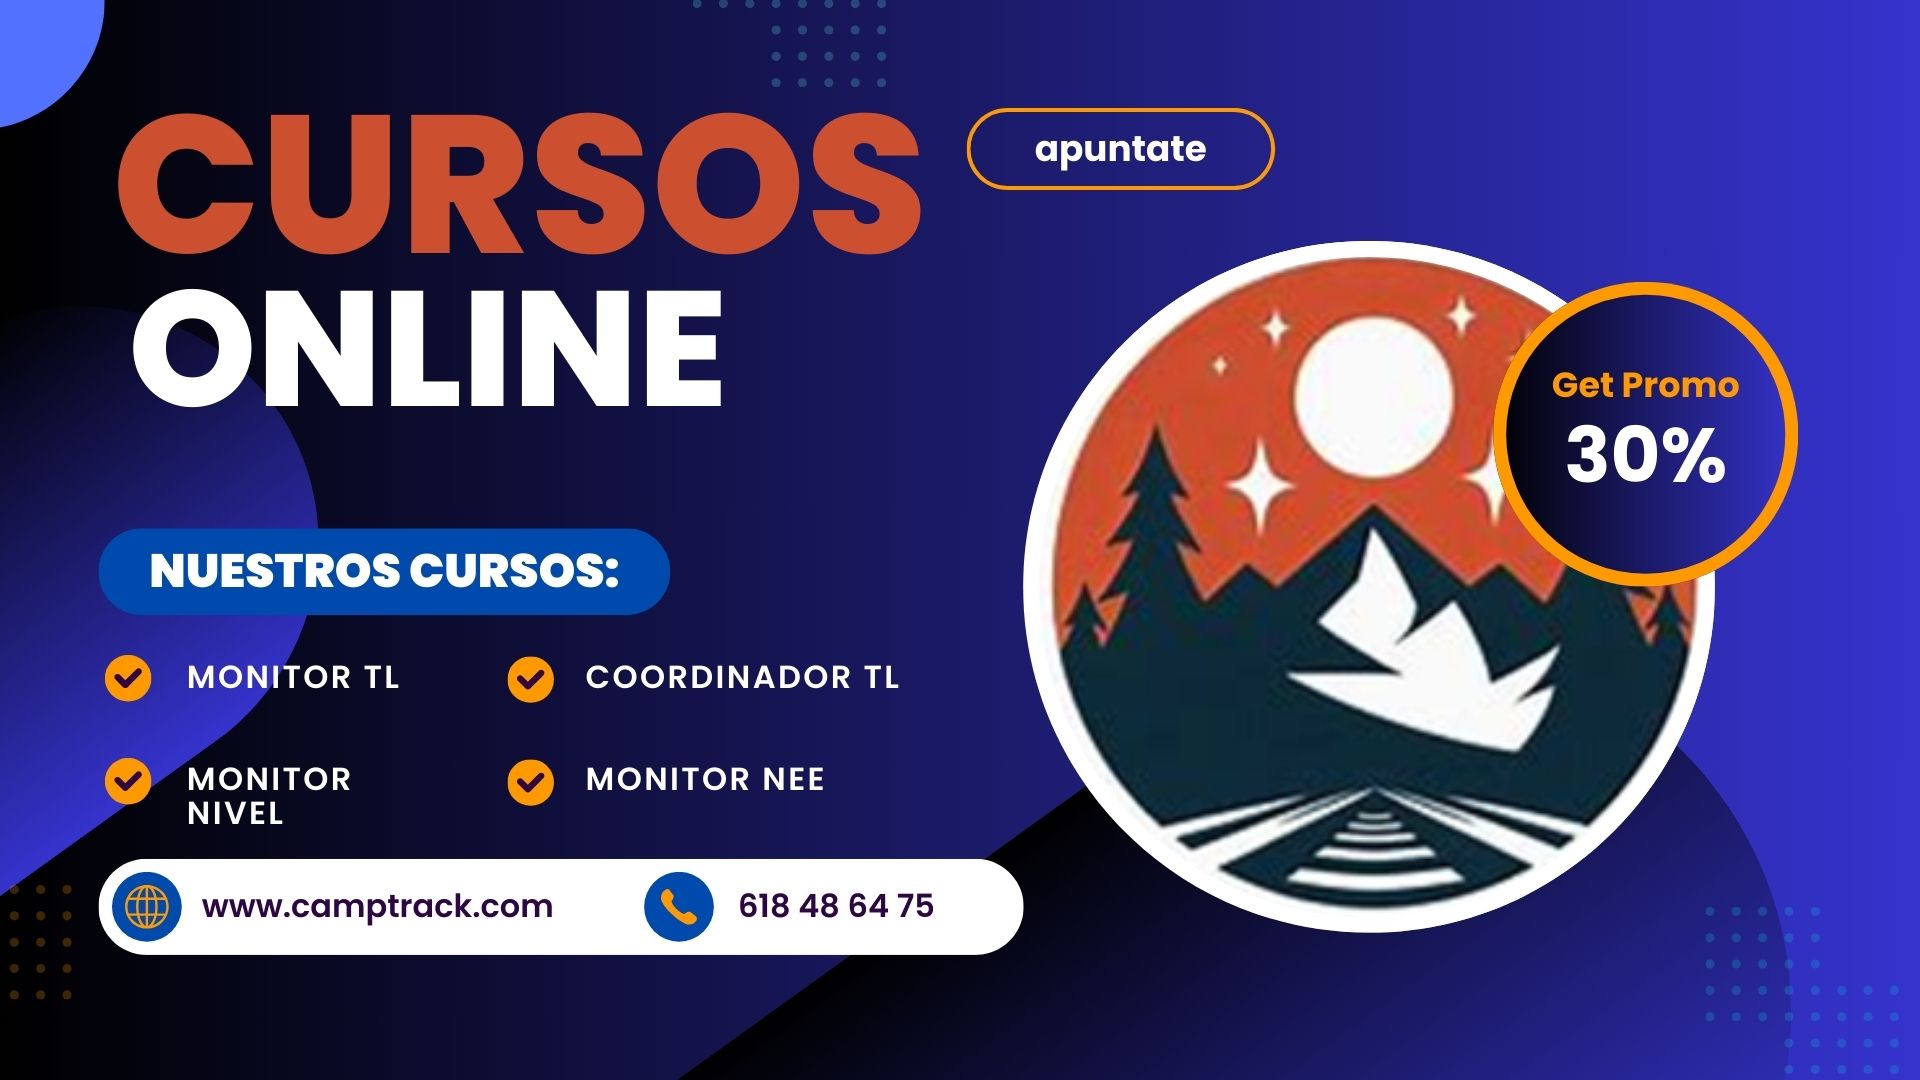 CURSOS
apuntate
ONLINE
Get Promo
30%
NUESTROS CURSOS:
MONITOR TL
COORDINADOR TL
MONITOR
NIVEL
MONITOR NEE
www.camptrack.com
618 48 64 75